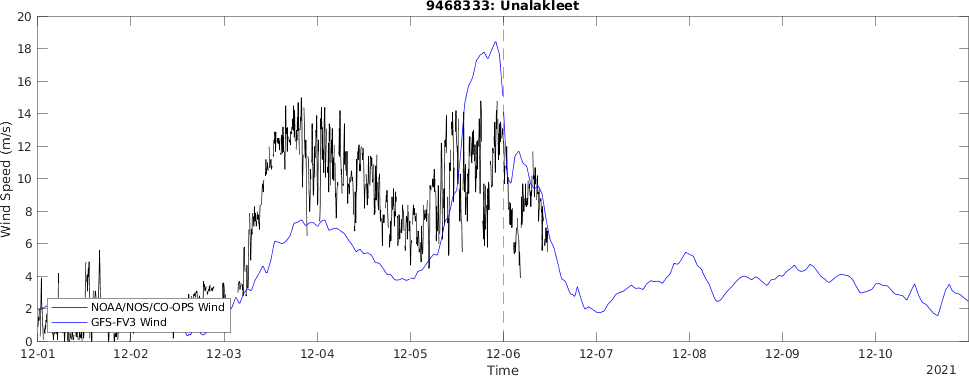 9468333: Unalakleet
20
18
16
14
12
10
8
6
4
2
0
Wind Speed (m/s)
NOAA/NOS/CO-OPS Wind
GFS-FV3 Wind
12-01 12-02 12-03 12-04 12-05 12-06 12-07 12-08 12-09 12-10
Time
2021